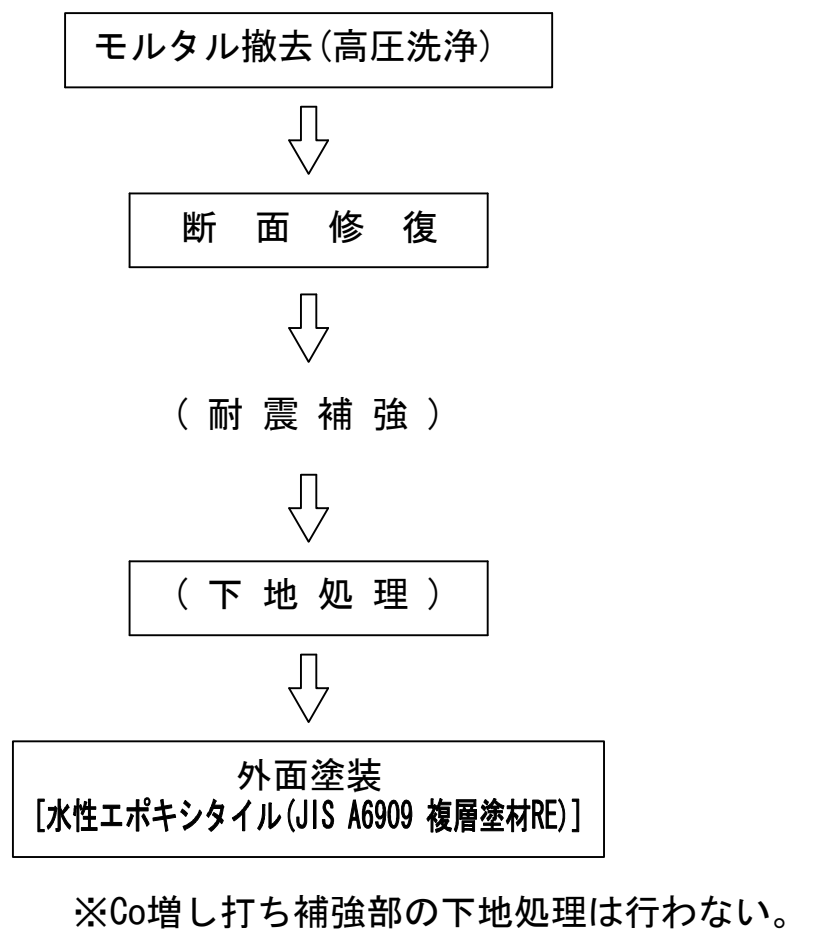 モルタル撤去(高圧洗浄)
断面修復
(耐震補強)
(下地処理)
外面塗装
[水性エポキシタイル(JIS A6909 複層塗材RE)]
※Co増し打ち補強部の下地処理は行わない。